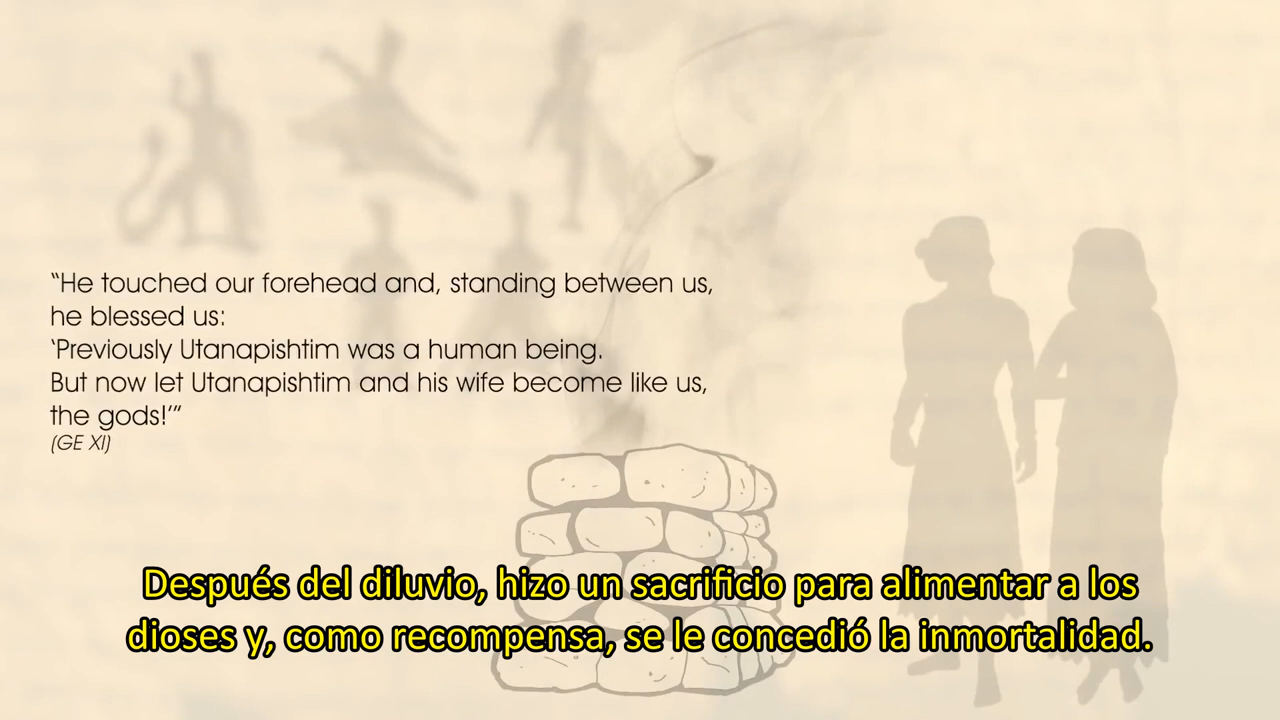 “He touched our forehead and, standing between us,
he blessed us:
‘Previously Utanapishtim was a human being.
But now let Utanapishtim and his wife become like us,
the gods!’”
(GE XI)
Después del diluvio, hizo un sacrificio para alimentar a los
dioses y, como recompensa, se le concedió la inmortalidad.